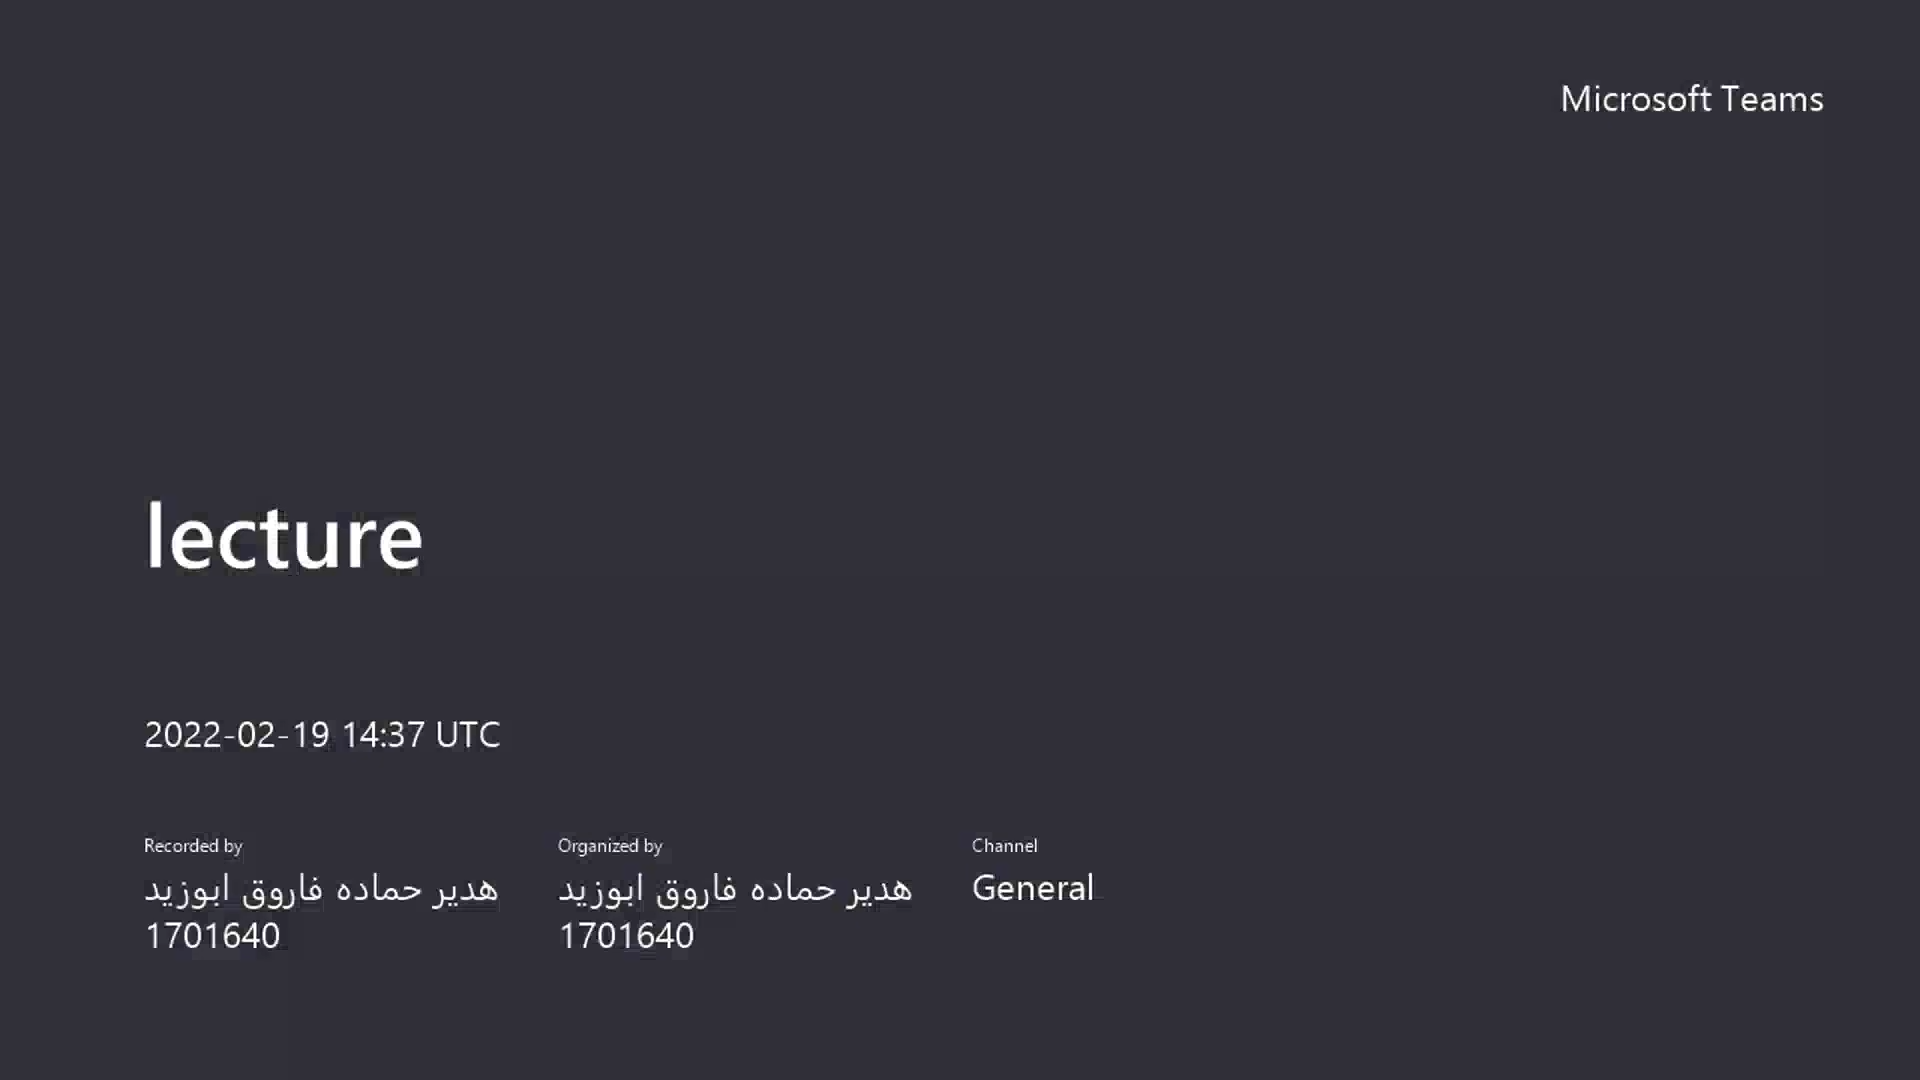 Microsoft Teams
lecture
2022-02-19 14:37 UTC
Recorded by
هدير حماده فاروق ابوزيد
1701640
Organized by
هدير حماده فاروق ابوزيد
1701640
Channel
General